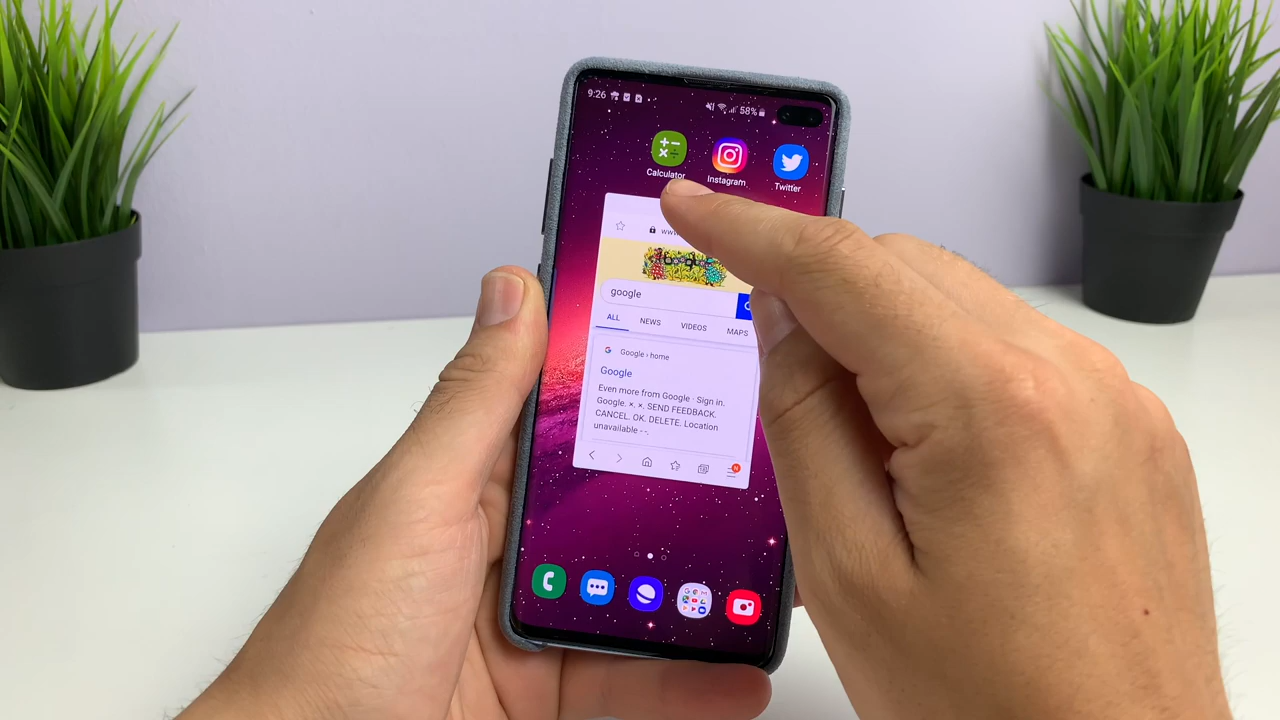 9:26
58%
Calculator
Instagram
Twitter
www.
google
ALL NEWS VIDEOS MAPS
Google › home
Google
Even more from Google · Sign in.
Google. ×. ×. SEND FEEDBACK.
CANCEL. OK. DELETE. Location
unavailable - -.
N